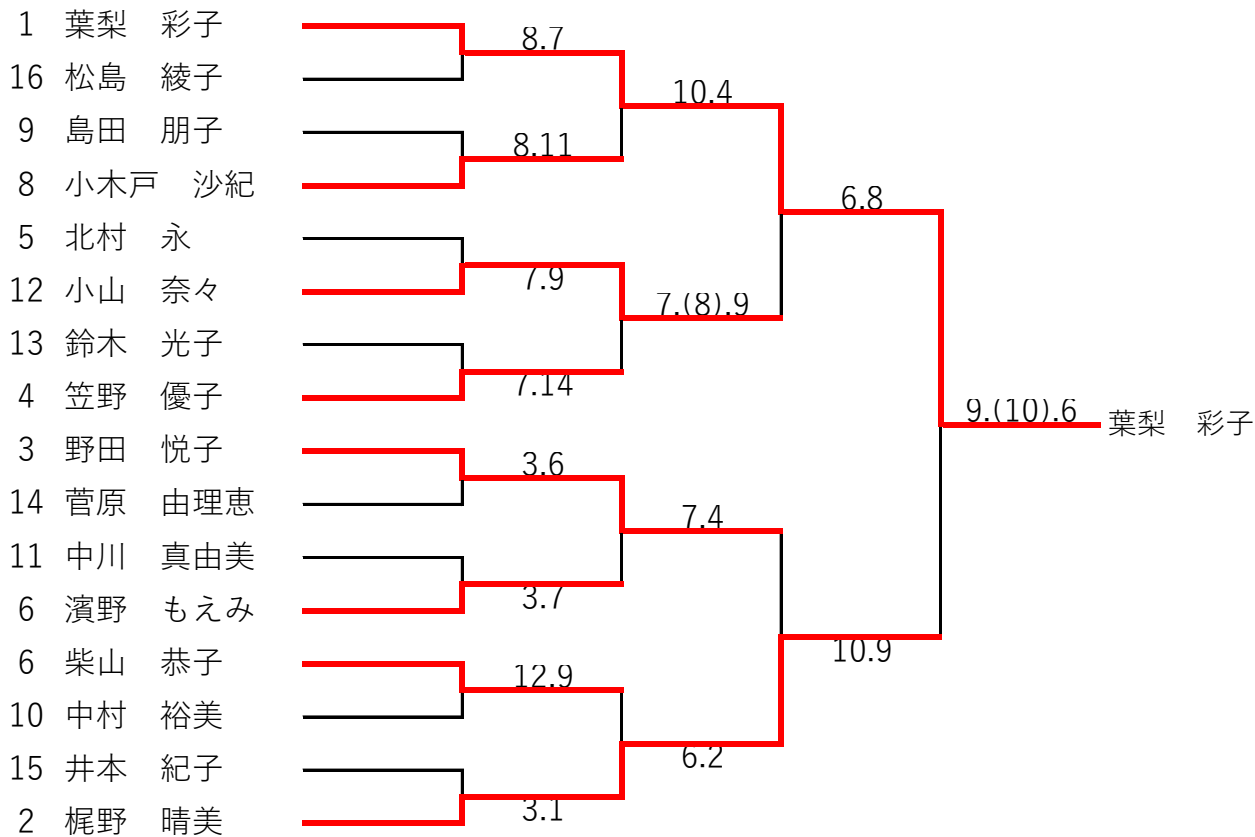 1 葉梨　彩子
16 松島　綾子
9 島田　朋子
8 小木戸　沙紀
5 北村　永
12 小山　奈々
13 鈴木　光子
4 笠野　優子
3 野田　悦子
14 菅原　由理恵
11 中川　真由美
6 濱野　もえみ
6 柴山　恭子
10 中村　裕美
15 井本　紀子
2 梶野　晴美
8.7
8.11
7.9
7.14
3.6
3.7
12.9
3.1
10.4
7.(8).9
7.4
6.2
6.8
10.9
9.(10).6
葉梨　彩子